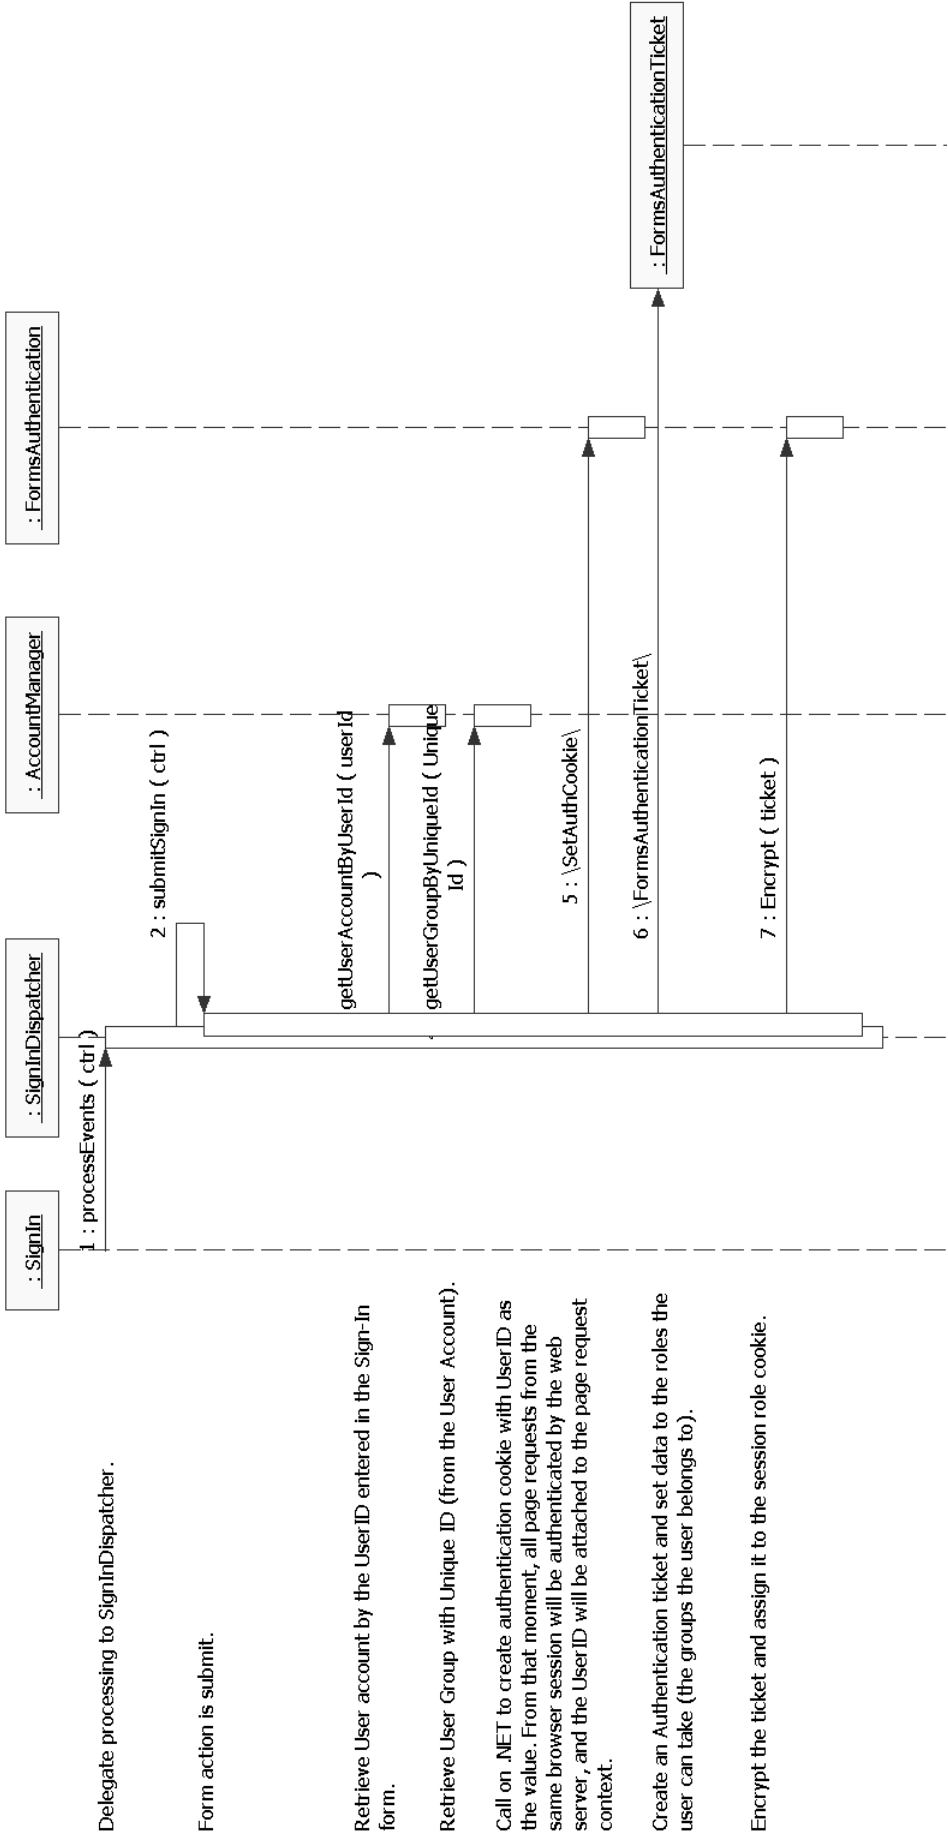 : SignIn
: SignInDispatcher
: AccountManager
: FormsAuthentication
: FormsAuthenticationTicket
Delegate processing to SignInDispatcher.
1 : processEvents ( ctrl )
Form action is submit.
2 : submitSignIn ( ctrl )
Retrieve User account by the UserID entered in the Sign-In
form.
getUserAccountByUserId ( userId
)
Retrieve User Group with Unique ID (from the User Account).
getUserGroupByUniqueId ( Unique
Id )
Call on .NET to create authentication cookie with UserID as
the value. From that moment, all page requests from the
same browser session will be authenticated by the web
server, and the UserID will be attached to the page request
context.
5 : \SetAuthCookie\
Create an Authentication ticket and set data to the roles the
user can take (the groups the user belongs to).
6 : \FormsAuthenticationTicket\
Encrypt the ticket and assign it to the session role cookie.
7 : Encrypt ( ticket )